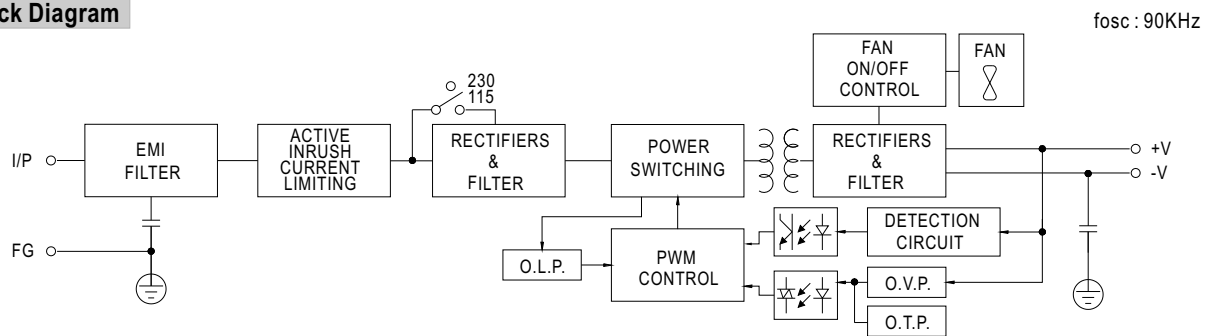 ck Diagram
fosc : 90KHz
230
115
I/P
EMI
FILTER
ACTIVE
INRUSH
CURRENT
LIMITING
RECTIFIERS
&
FILTER
POWER
SWITCHING
FAN
ON/OFF
CONTROL
FAN
RECTIFIERS
&
FILTER
+V
-V
FG
O.L.P.
PWM
CONTROL
DETECTION
CIRCUIT
O.V.P.
O.T.P.